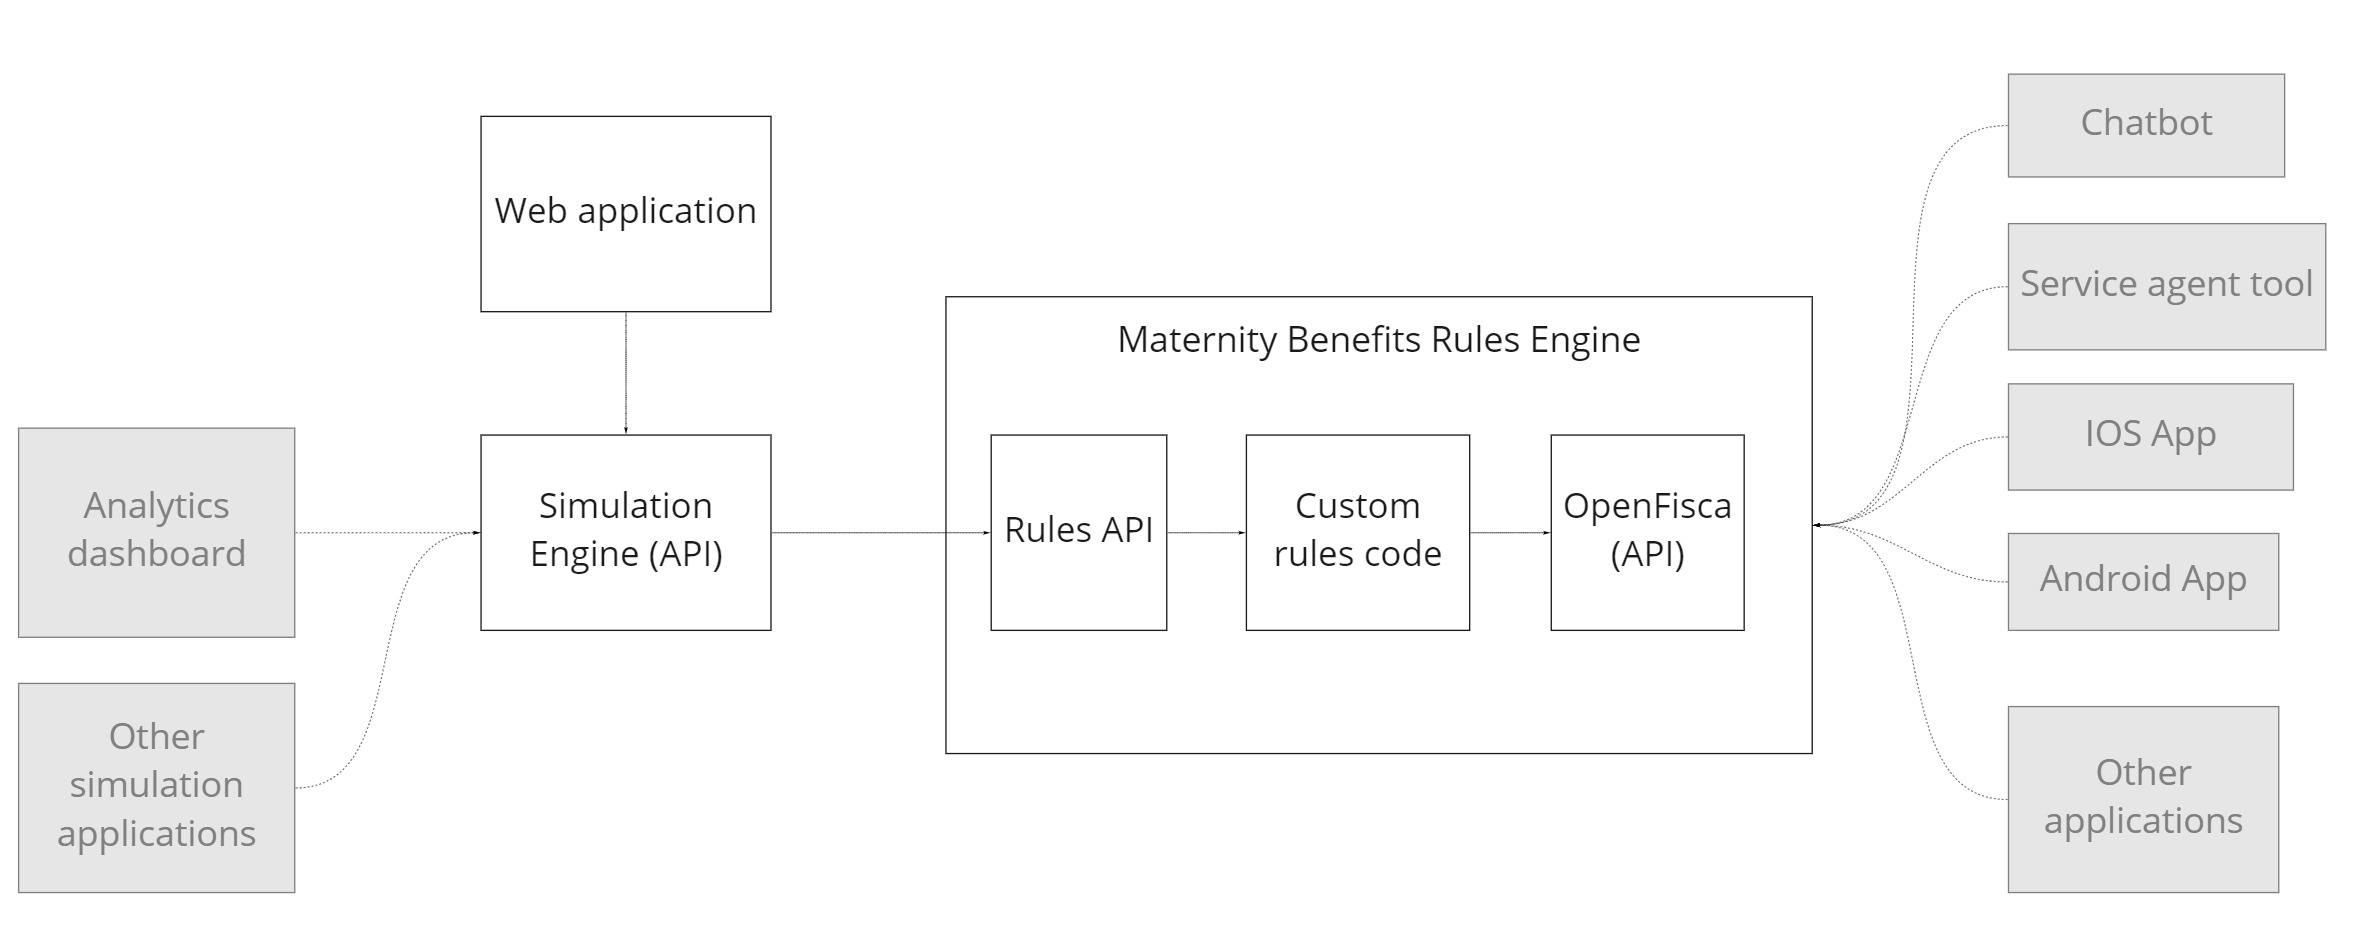 Web application
Analytics
dashboard
Other
simulation
applications
Simulation
Engine (API)
Maternity Benefits Rules Engine
Rules API
Custom
rules code
OpenFisca
(API)
Chatbot
Service agent tool
IOS App
Android App
Other
applications